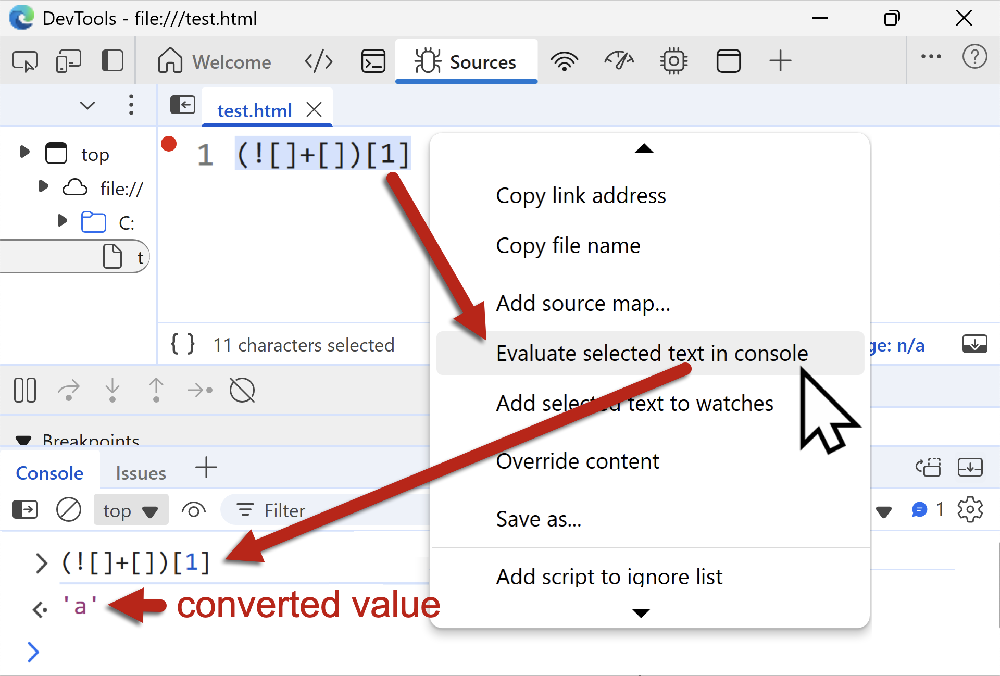 DevTools - file:///test.html
Welcome
Sources
test.html
top
file://
C:
t
1 (![]+[])[1]
{ } 11 characters selected
ge: n/a
Copy link address
Copy file name
Add source map...
Evaluate selected text in console
Add selected text to watches
Override content
Save as...
Add script to ignore list
Breakpoints
Console
Issues
top
Filter
1
> (![]+[])[1]
'a'
converted value
>